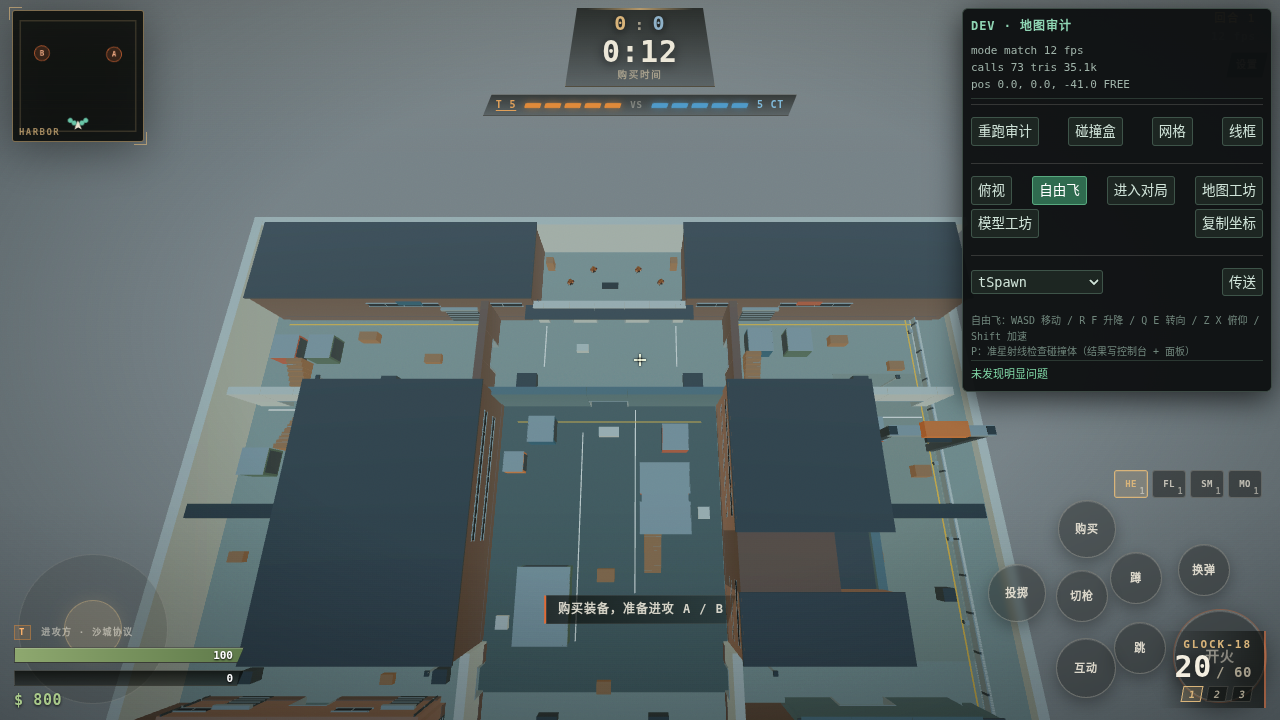 B
A
HARBOR
0 : 0
0:12
购买时间
T 5
VS
5 CT
DEV · 地图审计
mode match 12 fps
calls 73 tris 35.1k
pos 0.0, 0.0, -41.0 FREE
重跑审计 碰撞盒 网格 线框
俯视 自由飞 进入对局 地图工坊
模型工坊 复制坐标
tSpawn 传送
自由飞: WASD 移动 / R F 升降 / Q E 转向 / Z X 俯仰 /
Shift 加速
P: 准星射线检查碰撞体（结果写控制台 + 面板）
未发现明显问题
HE 1 FL 1 SM 1 MO 1
购买
蹲
换弹
投掷
切枪
跳
互动
开火
购买装备，准备进攻 A / B
T 进攻方 · 沙城协议
100
0
$ 800
GLOCK-18
20 / 60
1 2 3